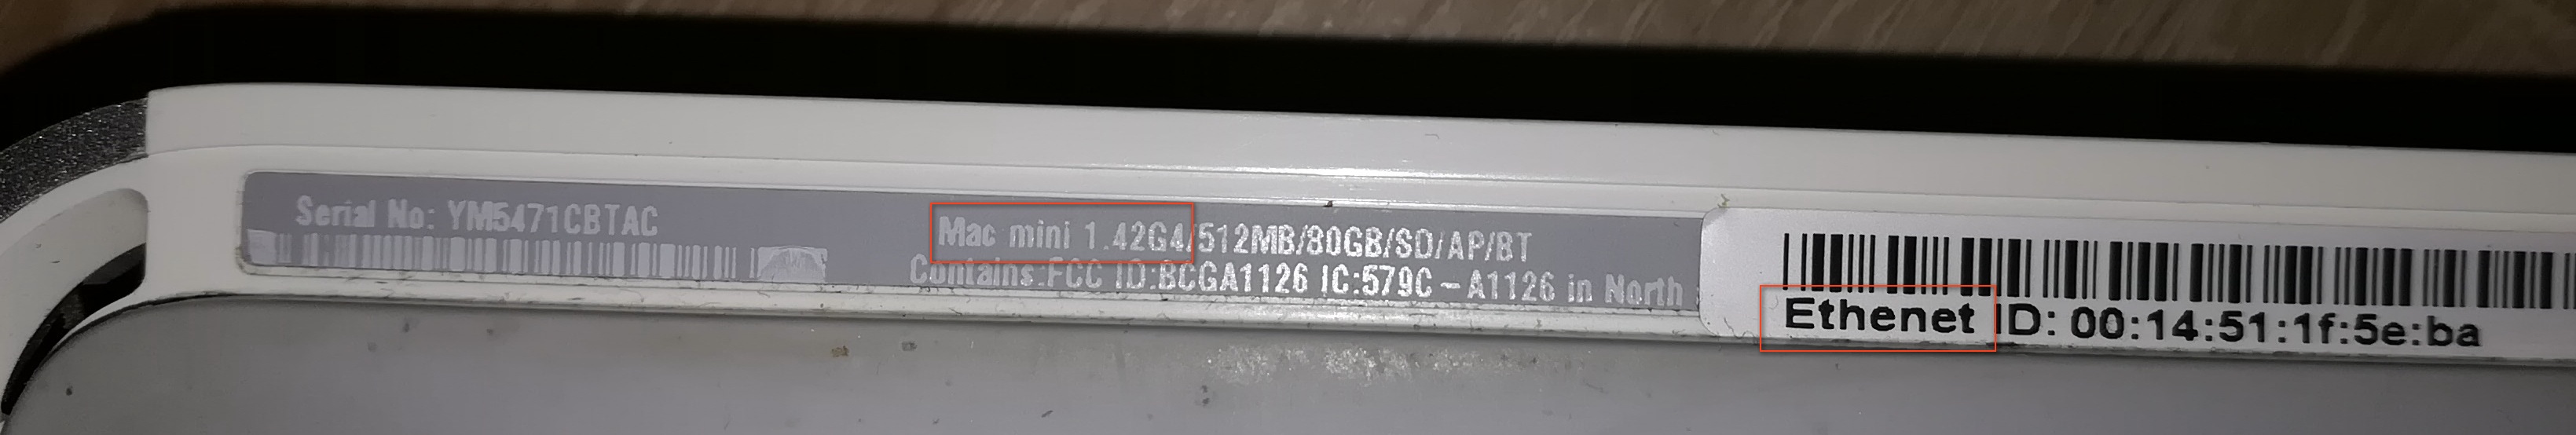 Serial No: YM5471CBTAC
Mac mini 1.42G4/512MB/80GB/SD/AP/BT
Contains:FCC ID:BCGA1126 IC:579C-A1126 in North
Ethenet ID: 00:14:51:1f:5e:ba